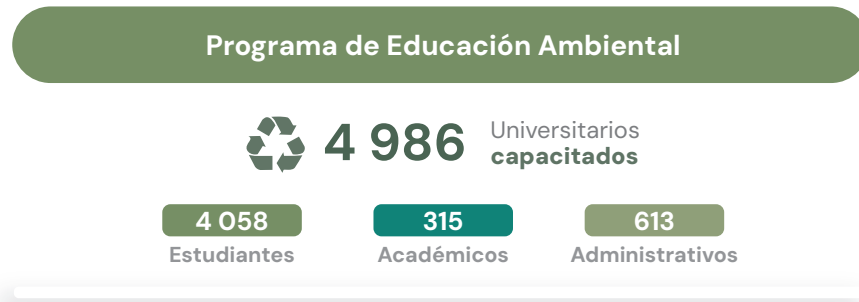 Programa de Educación Ambiental
4 986 Universitarios
capacitados
4 058 315 613
Estudiantes Académicos Administrativos